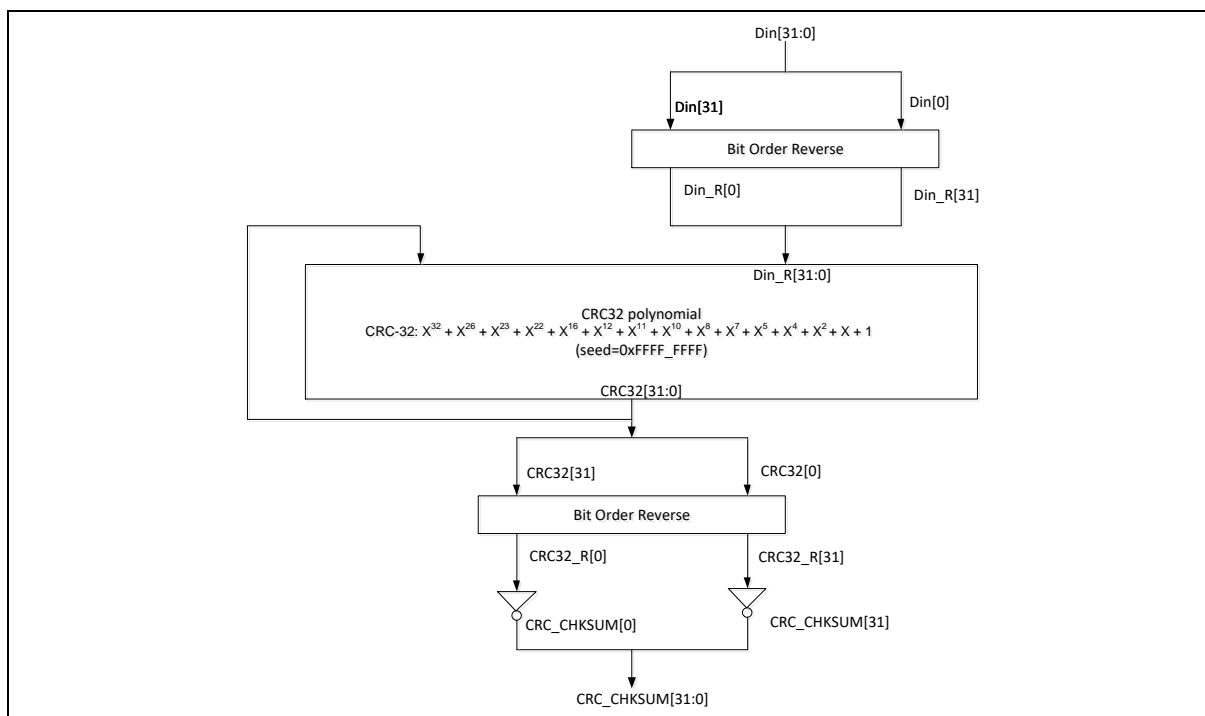 Din[31:0]
Din[31]
Din[0]
Bit Order Reverse
Din_R[0]
Din_R[31]
Din_R[31:0]
CRC32 polynomial
CRC-32: X³² + X²⁶ + X²³ + X²² + X¹⁶ + X¹² + X¹¹ + X¹⁰ + X⁸ + X⁷ + X⁵ + X⁴ + X² + X + 1
(seed=0xFFFF_FFFF)
CRC32[31:0]
CRC32[31]
CRC32[0]
Bit Order Reverse
CRC32_R[0]
CRC32_R[31]
CRC_CHKSUM[0]
CRC_CHKSUM[31]
CRC_CHKSUM[31:0]